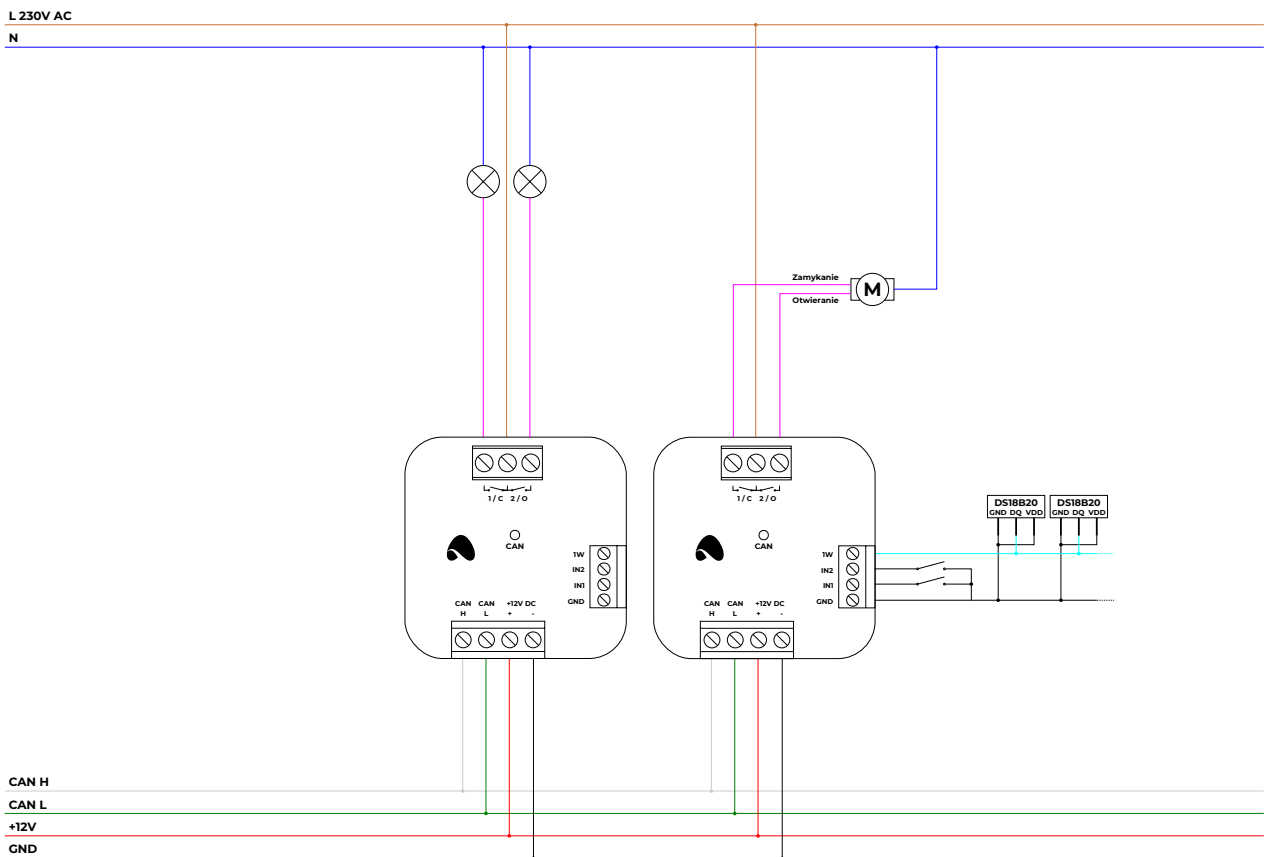 L 230V AC
N
Zamykanie
M
Otwieranie
1 / C 2 / O
CAN
1W
IN2
IN1
GND
CAN CAN +12V DC
H L + -
1 / C 2 / O
CAN
1W
IN2
IN1
GND
CAN CAN +12V DC
H L + -
DS18B20
GND DQ VDD
DS18B20
GND DQ VDD
CAN H
CAN L
+12V
GND